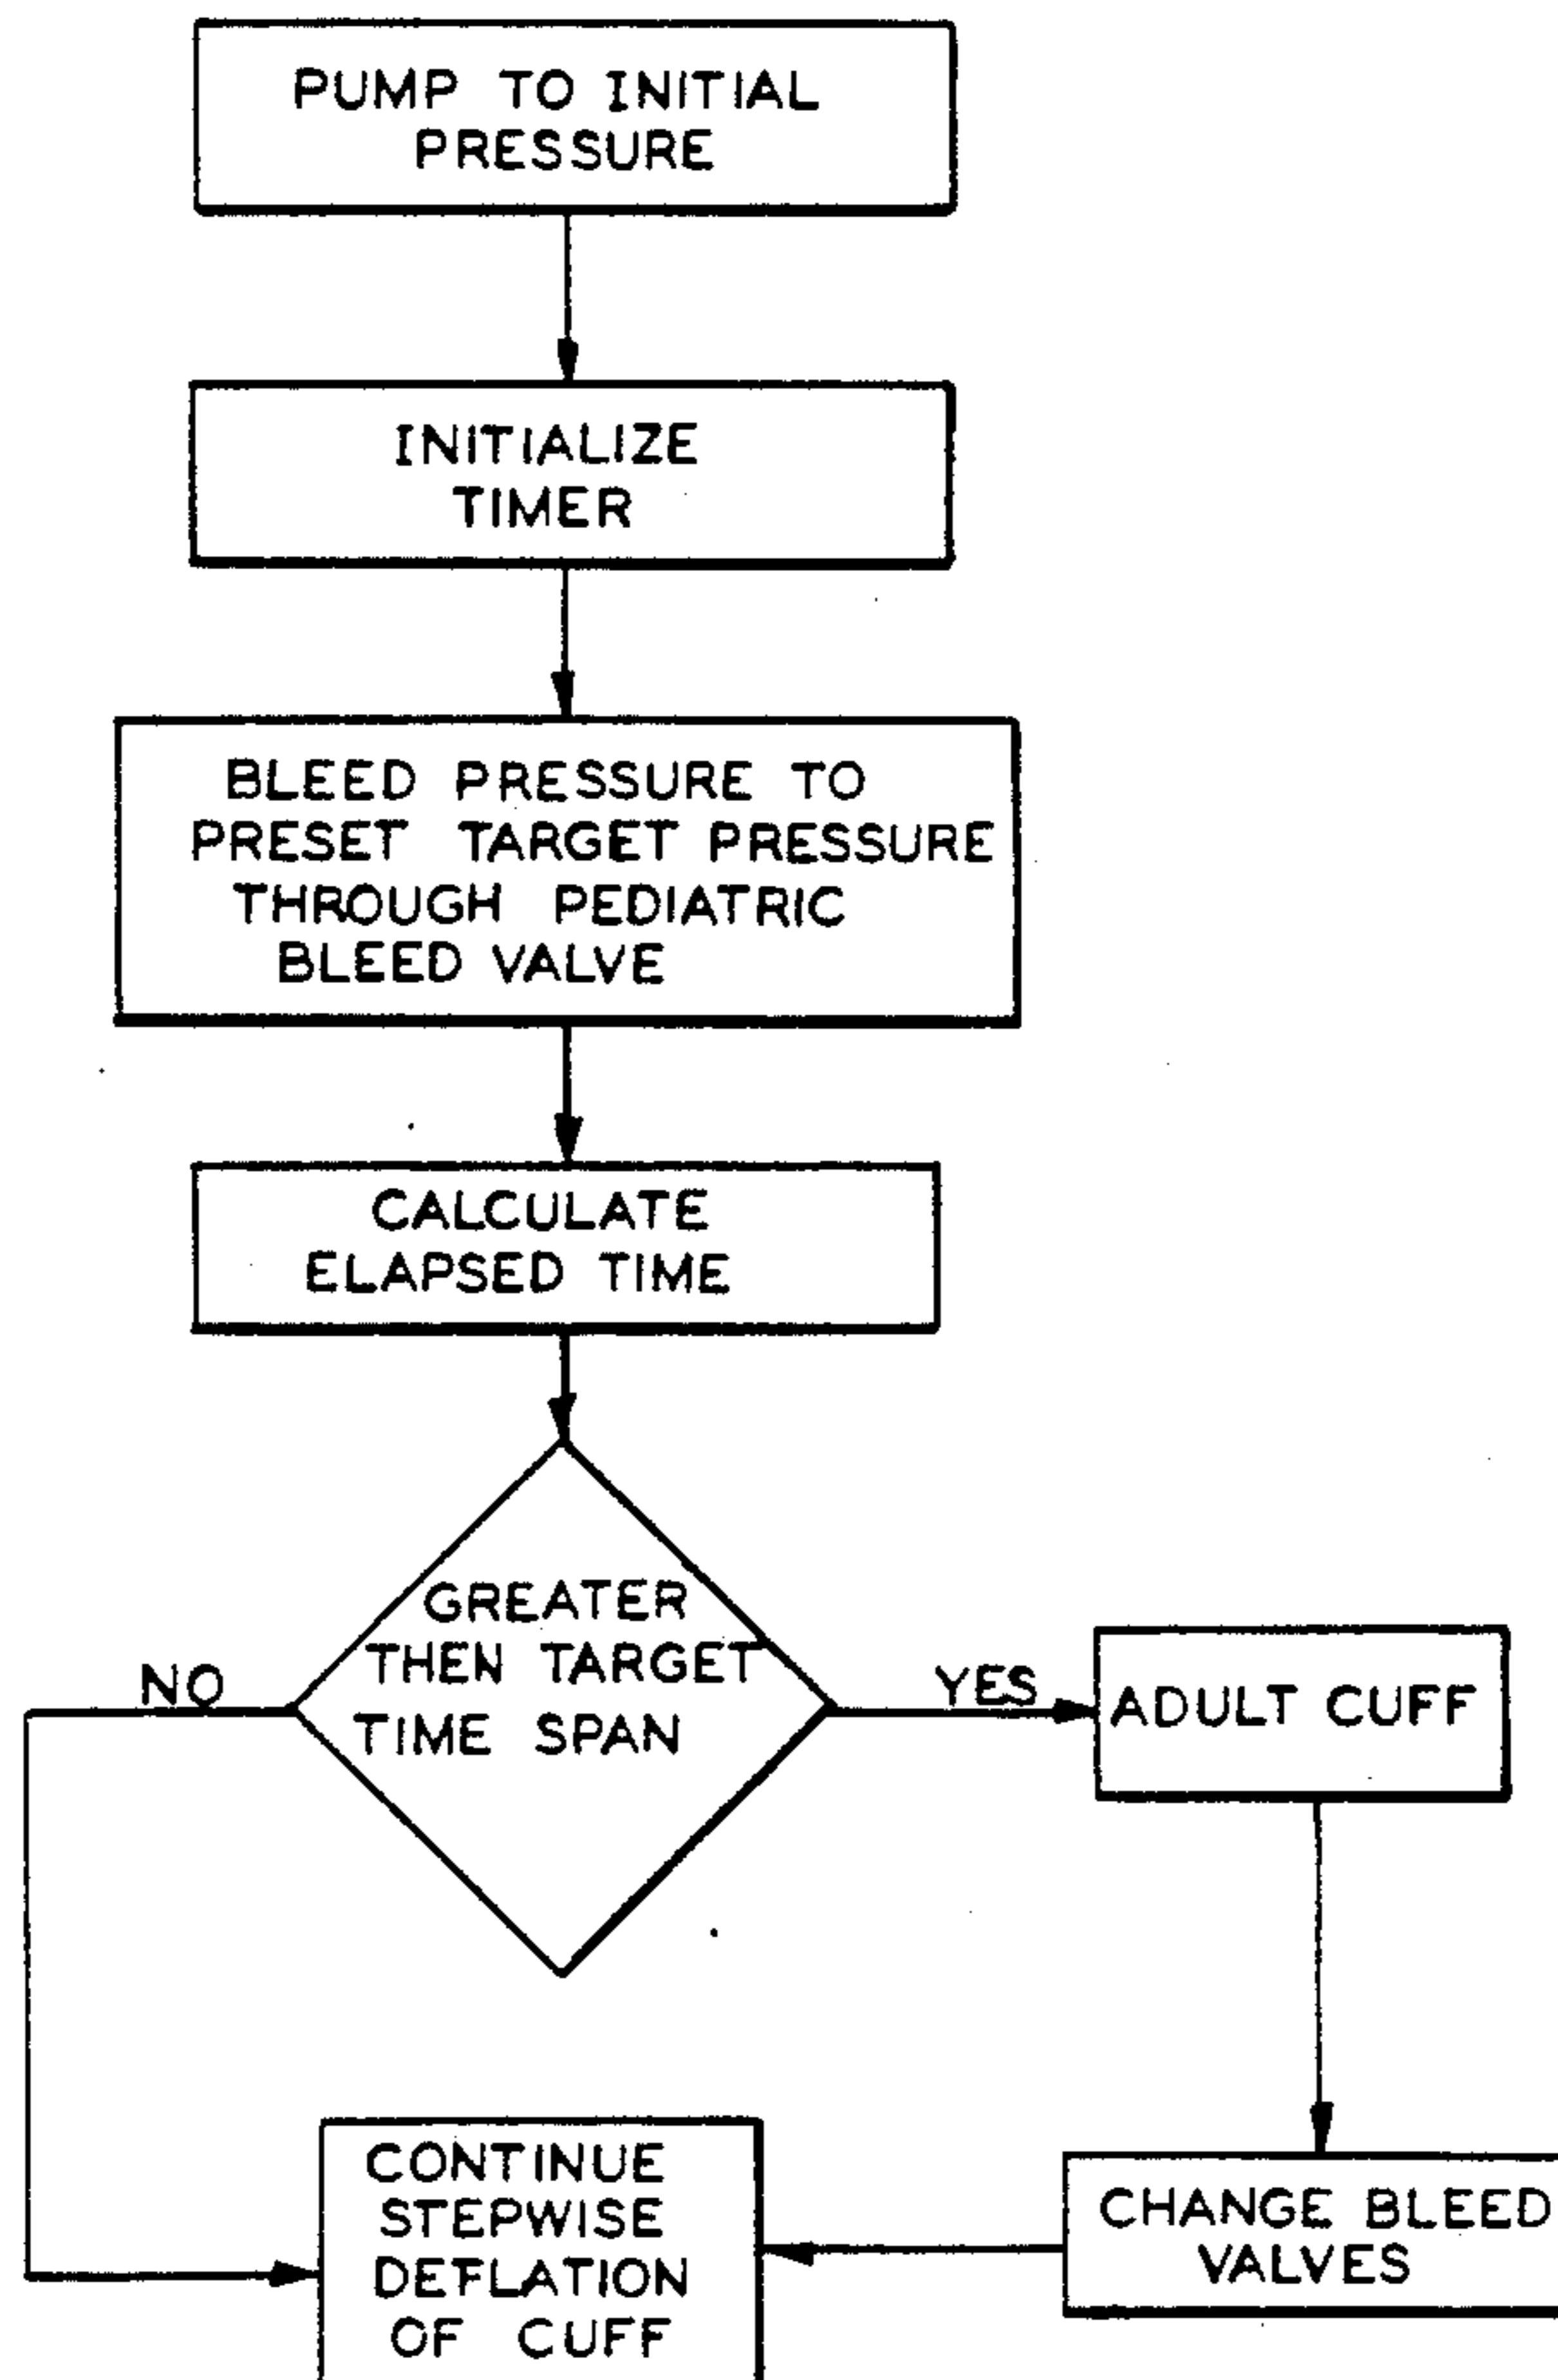 PUMP TO INITIAL
PRESSURE
INITIALIZE
TIMER
BLEED PRESSURE TO
PRESET TARGET PRESSURE
THROUGH PEDIATRIC
BLEED VALVE
CALCULATE
ELAPSED TIME
GREATER
THEN TARGET
TIME SPAN
NO
YES
ADULT CUFF
CHANGE BLEED
VALVES
CONTINUE
STEPWISE
DEFLATION
OF CUFF